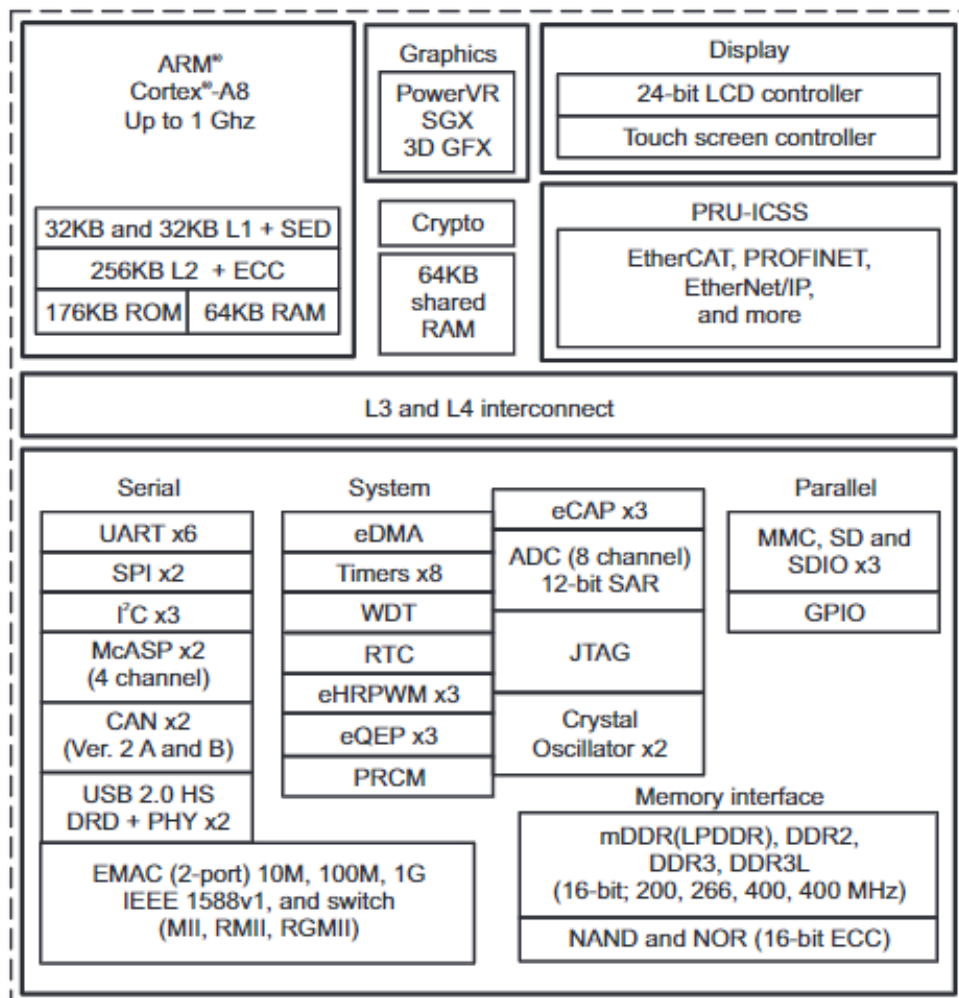 ARM®
Cortex®-A8
Up to 1 Ghz
32KB and 32KB L1 + SED
256KB L2 + ECC
176KB ROM
64KB RAM
Graphics
PowerVR
SGX
3D GFX
Crypto
64KB
shared
RAM
Display
24-bit LCD controller
Touch screen controller
PRU-ICSS
EtherCAT, PROFINET,
EtherNet/IP,
and more
L3 and L4 interconnect
Serial
UART x6
SPI x2
I²C x3
McASP x2
(4 channel)
CAN x2
(Ver. 2 A and B)
USB 2.0 HS
DRD + PHY x2
EMAC (2-port) 10M, 100M, 1G
IEEE 1588v1, and switch
(MII, RMII, RGMII)
System
eDMA
Timers x8
WDT
RTC
eHRPWM x3
eQEP x3
PRCM
eCAP x3
ADC (8 channel)
12-bit SAR
JTAG
Crystal
Oscillator x2
Parallel
MMC, SD and
SDIO x3
GPIO
Memory interface
mDDR(LPDDR), DDR2,
DDR3, DDR3L
(16-bit; 200, 266, 400, 400 MHz)
NAND and NOR (16-bit ECC)